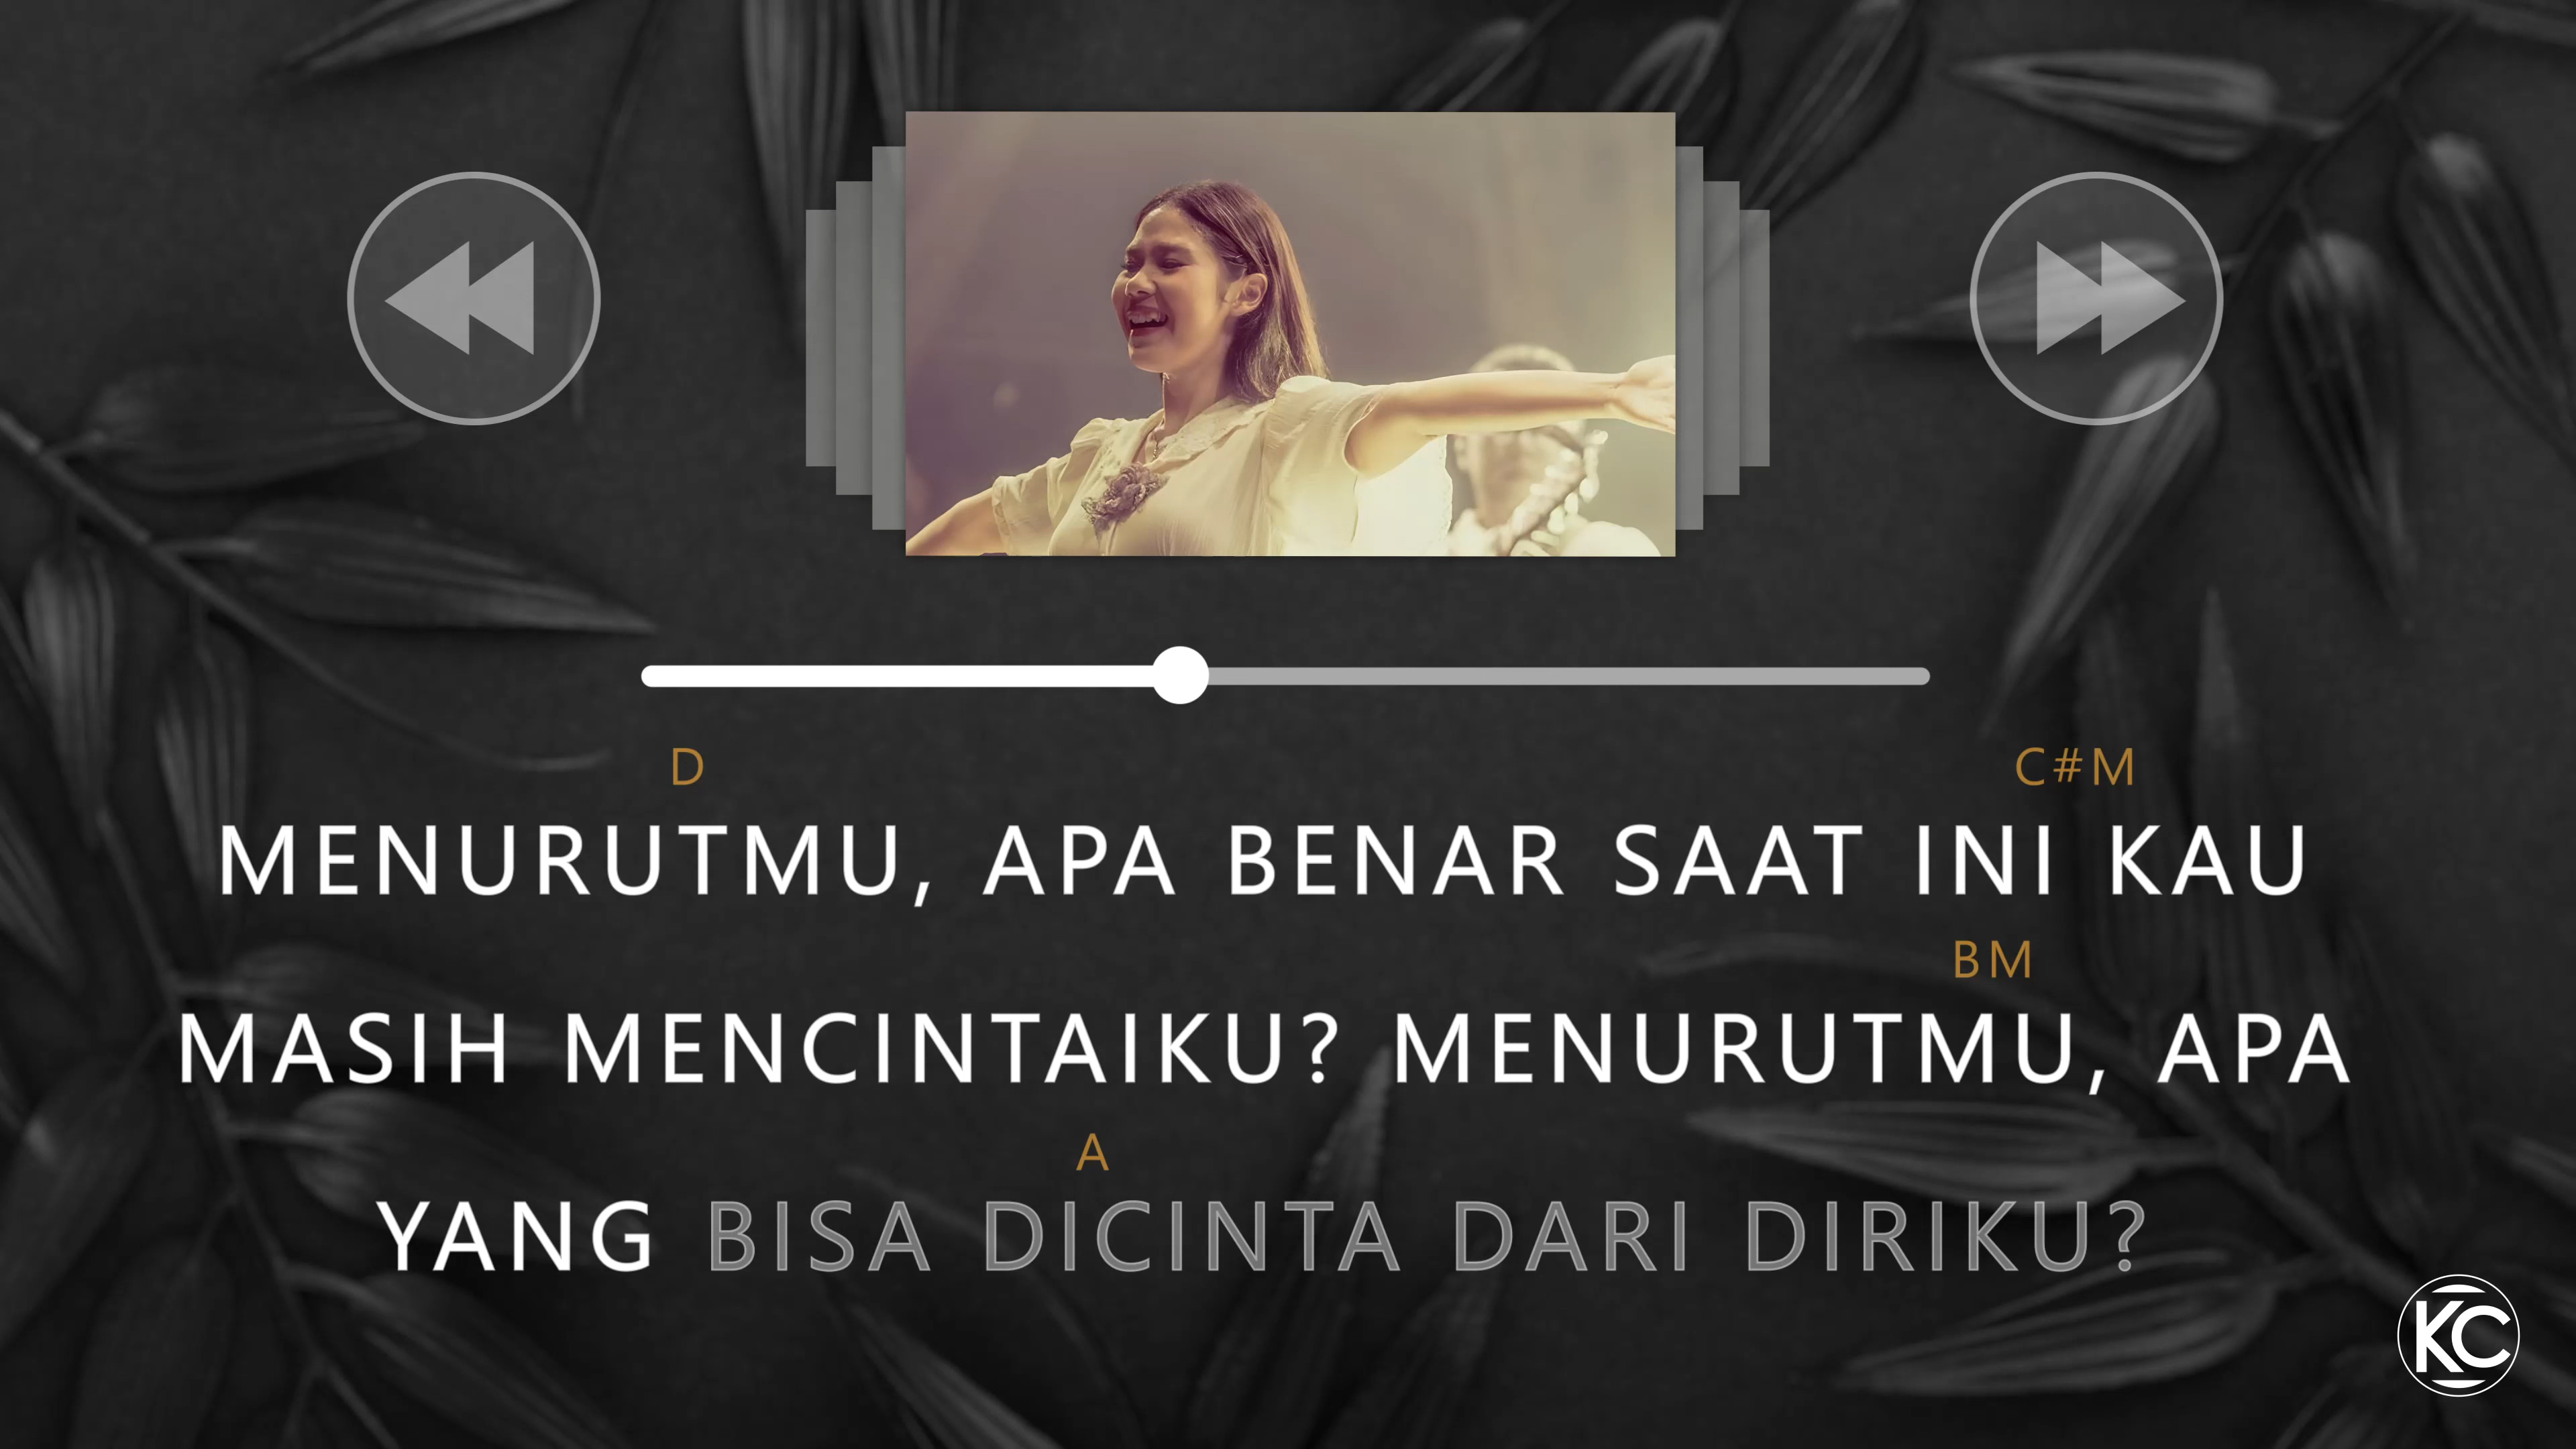 D C#M
MENURUTMU, APA BENAR SAAT INI KAU
BM
MASIH MENCINTAIKU? MENURUTMU, APA
A
YANG BISA DICINTA DARI DIRIKU?
KC